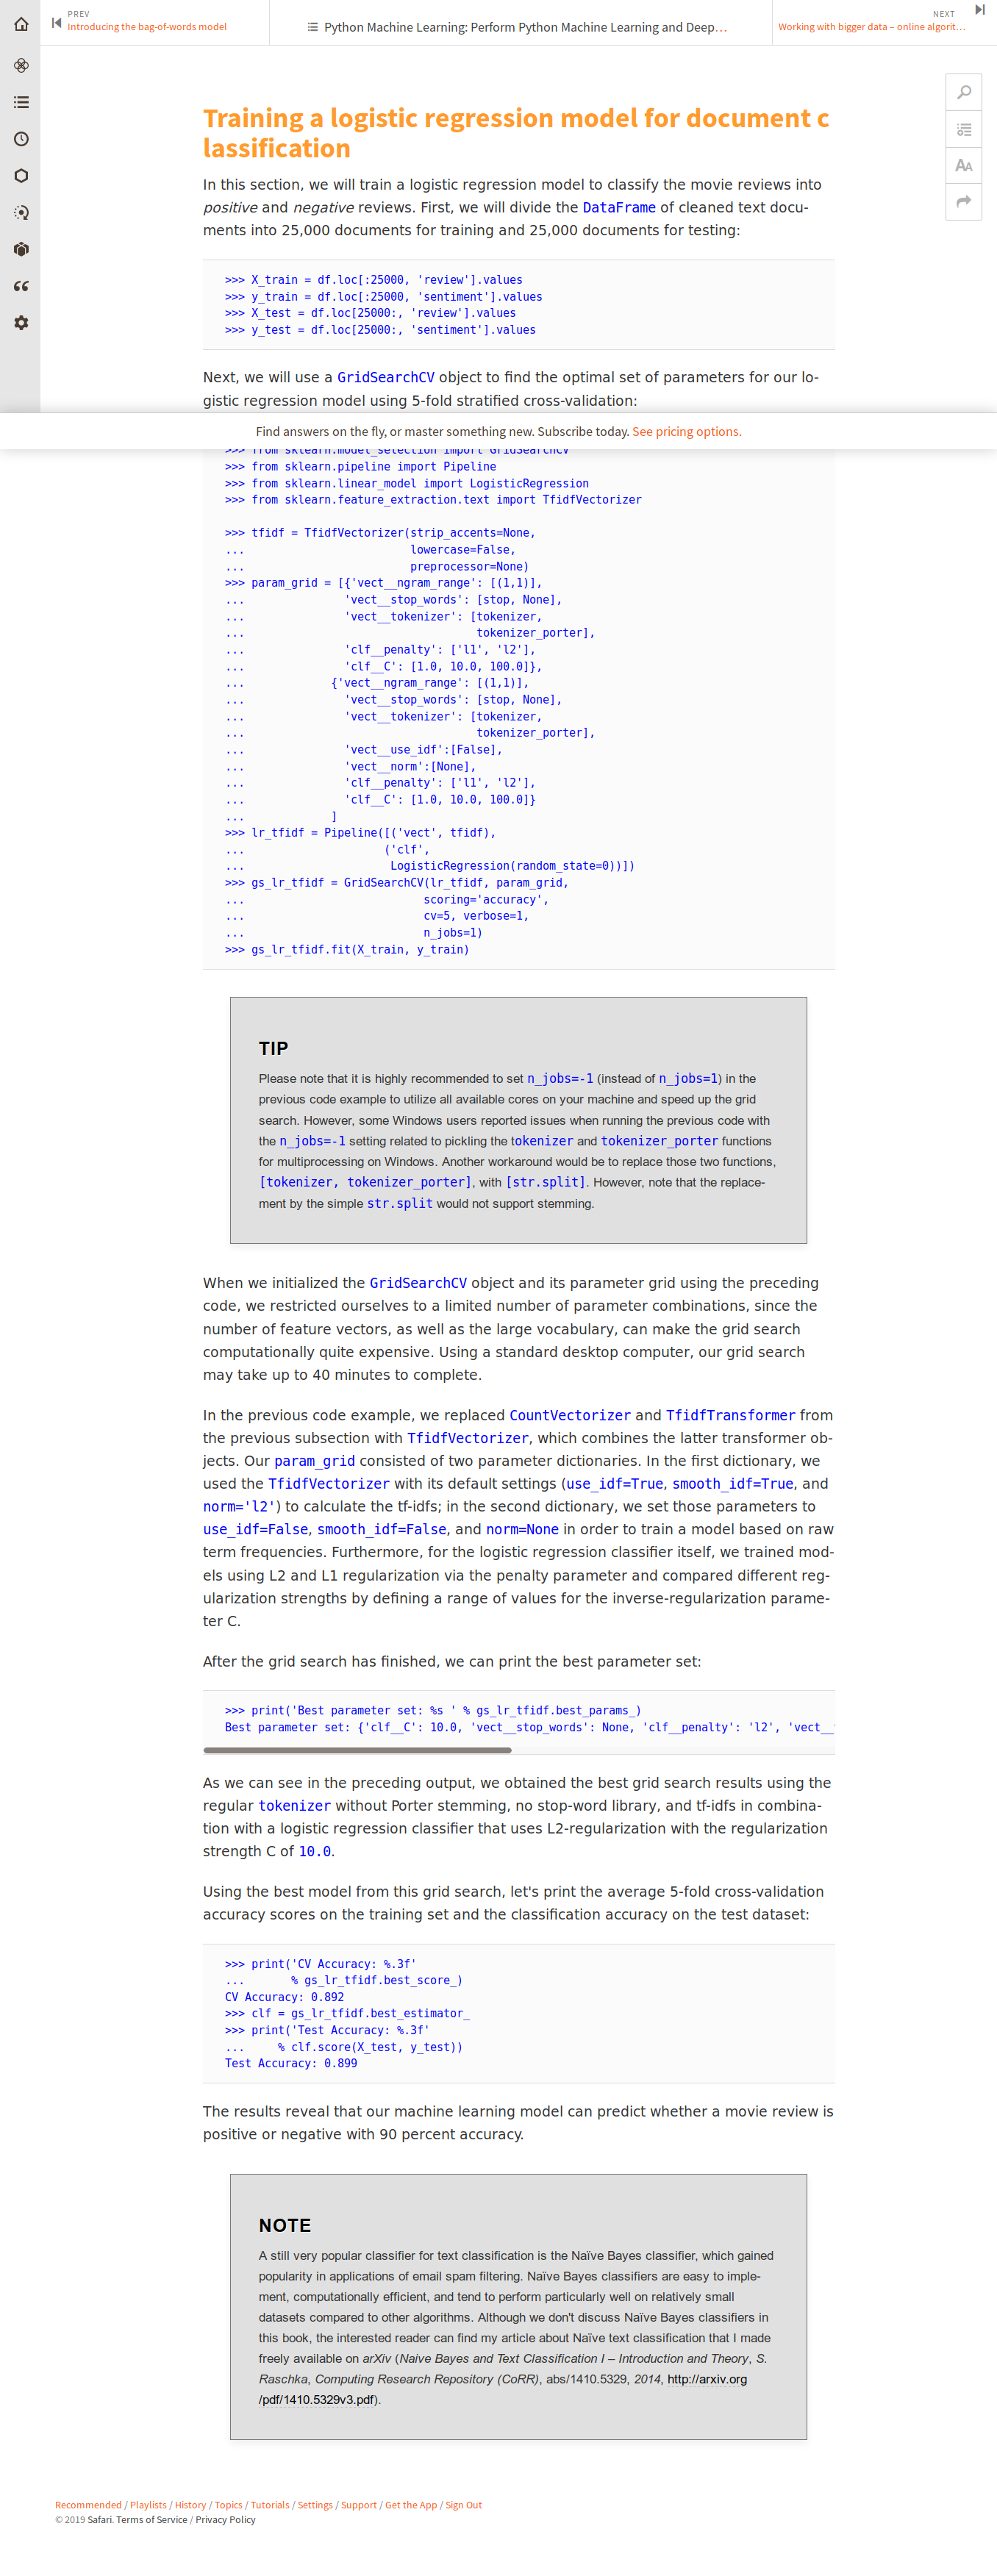 PREV
Introducing the bag-of-words model
Python Machine Learning: Perform Python Machine Learning and Deep…
NEXT
Working with bigger data – online algorit…
Training a logistic regression model for document c
lassification
In this section, we will train a logistic regression model to classify the movie reviews into
positive and negative reviews. First, we will divide the DataFrame of cleaned text docu-
ments into 25,000 documents for training and 25,000 documents for testing:
>>> X_train = df.loc[:25000, 'review'].values
>>> y_train = df.loc[:25000, 'sentiment'].values
>>> X_test = df.loc[25000:, 'review'].values
>>> y_test = df.loc[25000:, 'sentiment'].values
Next, we will use a GridSearchCV object to find the optimal set of parameters for our lo-
gistic regression model using 5-fold stratified cross-validation:
Find answers on the fly, or master something new. Subscribe today. See pricing options.
>>> from sklearn.model_selection import GridSearchCV
>>> from sklearn.pipeline import Pipeline
>>> from sklearn.linear_model import LogisticRegression
>>> from sklearn.feature_extraction.text import TfidfVectorizer
>>> tfidf = TfidfVectorizer(strip_accents=None,
...                         lowercase=False,
...                         preprocessor=None)
>>> param_grid = [{'vect__ngram_range': [(1,1)],
...               'vect__stop_words': [stop, None],
...               'vect__tokenizer': [tokenizer,
...                                   tokenizer_porter],
...               'clf__penalty': ['l1', 'l2'],
...               'clf__C': [1.0, 10.0, 100.0]},
...             {'vect__ngram_range': [(1,1)],
...               'vect__stop_words': [stop, None],
...               'vect__tokenizer': [tokenizer,
...                                   tokenizer_porter],
...               'vect__use_idf':[False],
...               'vect__norm':[None],
...               'clf__penalty': ['l1', 'l2'],
...               'clf__C': [1.0, 10.0, 100.0]}
...             ]
>>> lr_tfidf = Pipeline([('vect', tfidf),
...                     ('clf',
...                      LogisticRegression(random_state=0))])
>>> gs_lr_tfidf = GridSearchCV(lr_tfidf, param_grid,
...                           scoring='accuracy',
...                           cv=5, verbose=1,
...                           n_jobs=1)
>>> gs_lr_tfidf.fit(X_train, y_train)
TIP
Please note that it is highly recommended to set n_jobs=-1 (instead of n_jobs=1) in the
previous code example to utilize all available cores on your machine and speed up the grid
search. However, some Windows users reported issues when running the previous code with
the n_jobs=-1 setting related to pickling the tokenizer and tokenizer_porter functions
for multiprocessing on Windows. Another workaround would be to replace those two functions,
[tokenizer, tokenizer_porter], with [str.split]. However, note that the replace-
ment by the simple str.split would not support stemming.
When we initialized the GridSearchCV object and its parameter grid using the preceding
code, we restricted ourselves to a limited number of parameter combinations, since the
number of feature vectors, as well as the large vocabulary, can make the grid search
computationally quite expensive. Using a standard desktop computer, our grid search
may take up to 40 minutes to complete.
In the previous code example, we replaced CountVectorizer and TfidfTransformer from
the previous subsection with TfidfVectorizer, which combines the latter transformer ob-
jects. Our param_grid consisted of two parameter dictionaries. In the first dictionary, we
used the TfidfVectorizer with its default settings (use_idf=True, smooth_idf=True, and
norm='l2') to calculate the tf-idfs; in the second dictionary, we set those parameters to
use_idf=False, smooth_idf=False, and norm=None in order to train a model based on raw
term frequencies. Furthermore, for the logistic regression classifier itself, we trained mod-
els using L2 and L1 regularization via the penalty parameter and compared different reg-
ularization strengths by defining a range of values for the inverse-regularization parame-
ter C.
After the grid search has finished, we can print the best parameter set:
>>> print('Best parameter set: %s ' % gs_lr_tfidf.best_params_)
Best parameter set: {'clf__C': 10.0, 'vect__stop_words': None, 'clf__penalty': 'l2', 'vect__
As we can see in the preceding output, we obtained the best grid search results using the
regular tokenizer without Porter stemming, no stop-word library, and tf-idfs in combina-
tion with a logistic regression classifier that uses L2-regularization with the regularization
strength C of 10.0.
Using the best model from this grid search, let's print the average 5-fold cross-validation
accuracy scores on the training set and the classification accuracy on the test dataset:
>>> print('CV Accuracy: %.3f'
...       % gs_lr_tfidf.best_score_)
CV Accuracy: 0.892
>>> clf = gs_lr_tfidf.best_estimator_
>>> print('Test Accuracy: %.3f'
...     % clf.score(X_test, y_test))
Test Accuracy: 0.899
The results reveal that our machine learning model can predict whether a movie review is
positive or negative with 90 percent accuracy.
NOTE
A still very popular classifier for text classification is the Naïve Bayes classifier, which gained
popularity in applications of email spam filtering. Naïve Bayes classifiers are easy to imple-
ment, computationally efficient, and tend to perform particularly well on relatively small
datasets compared to other algorithms. Although we don't discuss Naïve Bayes classifiers in
this book, the interested reader can find my article about Naïve text classification that I made
freely available on arXiv (Naive Bayes and Text Classification I – Introduction and Theory, S.
Raschka, Computing Research Repository (CoRR), abs/1410.5329, 2014, http://arxiv.org
/pdf/1410.5329v3.pdf).
Recommended / Playlists / History / Topics / Tutorials / Settings / Support / Get the App / Sign Out
© 2019 Safari. Terms of Service / Privacy Policy